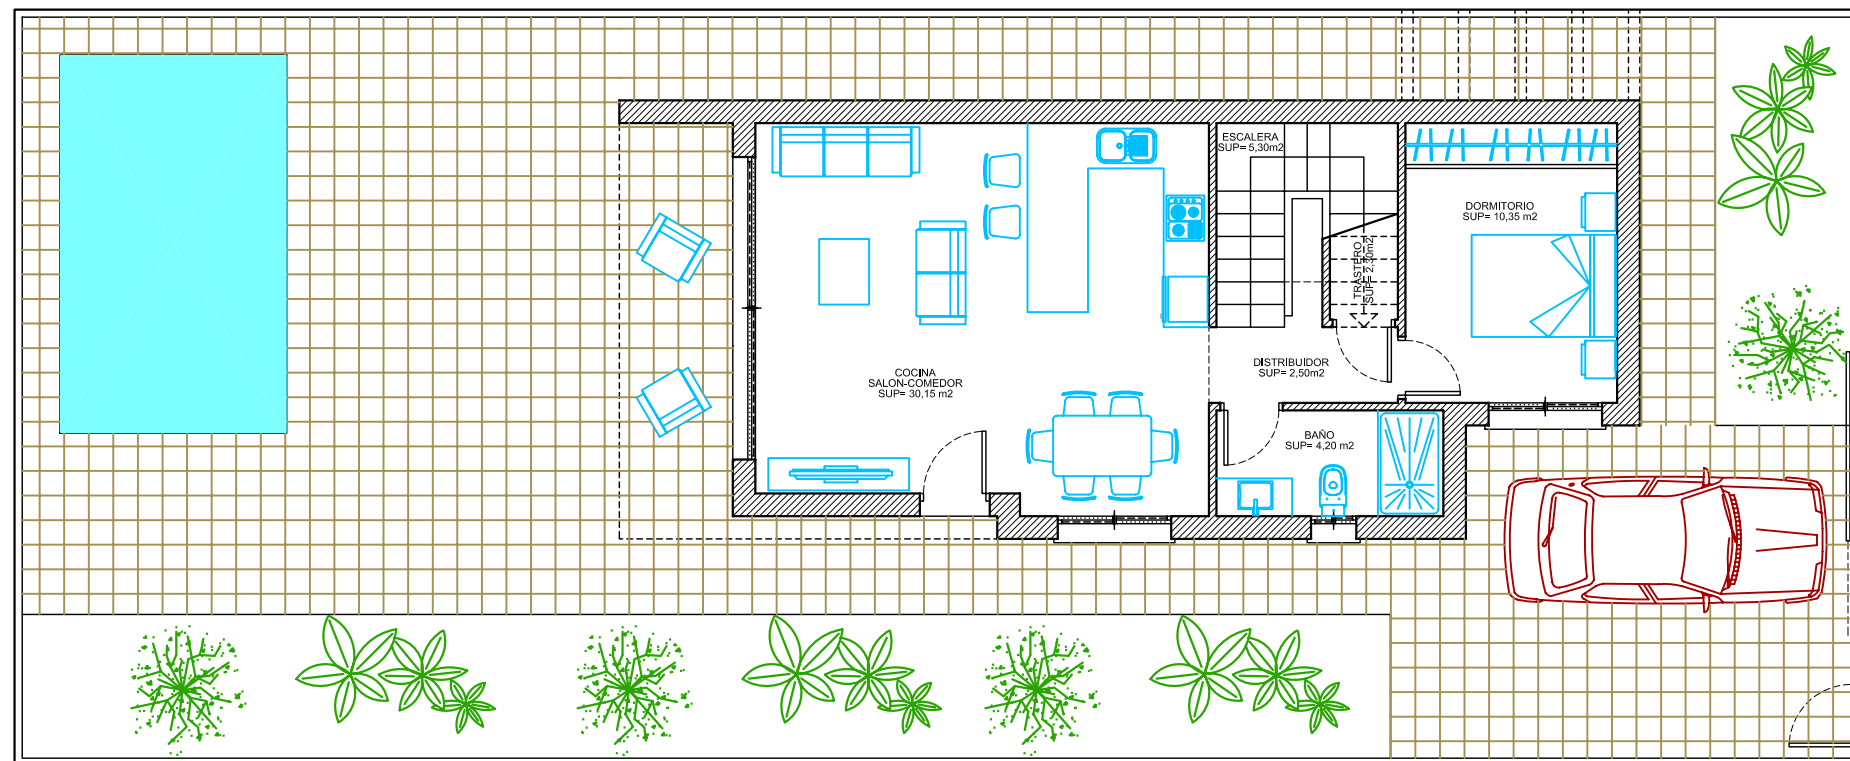 ESCALERA
SUP= 5,30m2
DORMITORIO
SUP= 10,35 m2
TRASTERO
SUP= 2,30m2
DISTRIBUIDOR
SUP= 2,50m2
COCINA
SALON-COMEDOR
SUP= 30,15 m2
BAÑO
SUP= 4,20 m2